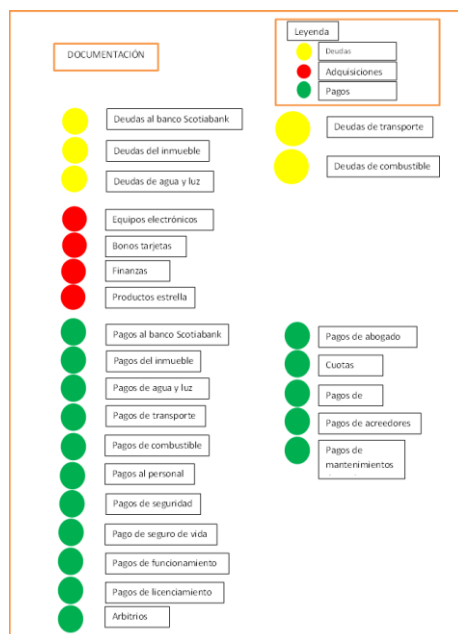 DOCUMENTACIÓN
Leyenda
Deudas
Adquisiciones
Pagos
Deudas al banco Scotiabank
Deudas del inmueble
Deudas de agua y luz
Deudas de transporte
Deudas de combustible
Equipos electrónicos
Bonos tarjetas
Finanzas
Productos estrella
Pagos al banco Scotiabank
Pagos del inmueble
Pagos de agua y luz
Pagos de transporte
Pagos de combustible
Pagos al personal
Pagos de seguridad
Pago de seguro de vida
Pagos de funcionamiento
Pagos de licenciamiento
Arbitrios
Pagos de abogado
Cuotas
Pagos de
Pagos de acreedores
Pagos de
mantenimientos